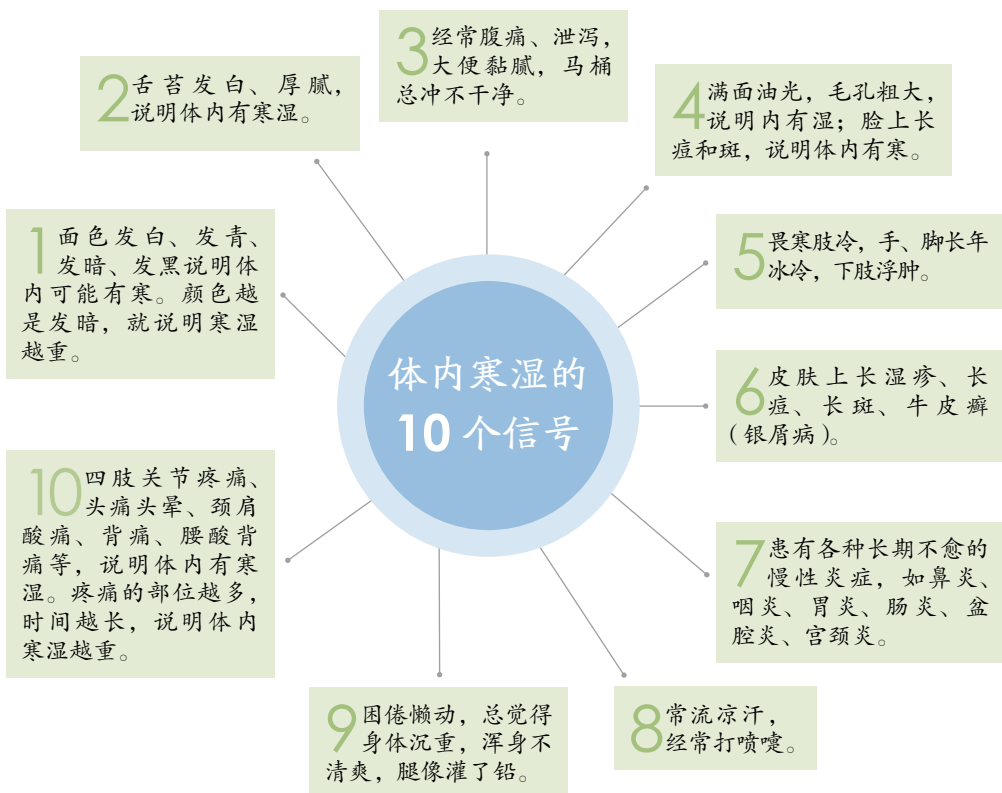 体内寒湿的
10个信号
1 面色发白、发青、
发暗、发黑说明体
内可能有寒。颜色越
是发暗，就说明寒湿
越重。
2 舌苔发白、厚腻，
说明体内有寒湿。
3 经常腹痛、泄泻，
大便黏腻，马桶
总冲不干净。
4 满面油光，毛孔粗大，
说明内有湿；脸上长
痘和斑，说明体内有寒。
5 畏寒肢冷，手、脚长年
冰冷，下肢浮肿。
6 皮肤上长湿疹、长
痘、长斑、牛皮癣
（银屑病）。
7 患有各种长期不愈的
慢性炎症，如鼻炎、
咽炎、胃炎、肠炎、盆
腔炎、宫颈炎。
8 常流凉汗，
经常打喷嚏。
9 困倦懒动，总觉得
身体沉重，浑身不
清爽，腿像灌了铅。
10 四肢关节疼痛、
头痛头晕、颈肩
酸痛、背痛、腰酸背
痛等，说明体内有寒
湿。疼痛的部位越多，
时间越长，说明体内
寒湿越重。